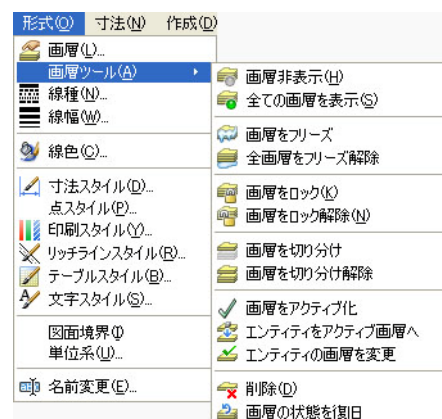 形式(O) 寸法(N) 作成(D)
画層(L)...
画層ツール(A)
線種(N)...
線幅(W)...
線色(C)...
寸法スタイル(D)...
点スタイル(P)...
印刷スタイル(Y)...
リッチラインスタイル(R)...
テーブルスタイル(B)...
文字スタイル(S)...
図面境界(I)
単位系(U)...
名前変更(E)...
画層非表示(H)
全ての画層を表示(S)
画層をフリーズ
全画層をフリーズ解除
画層をロック(K)
画層をロック解除(N)
画層を切り分け
画層を切り分け解除
画層をアクティブ化
エンティティをアクティブ画層へ
エンティティの画層を変更
削除(D)
画層の状態を復旧